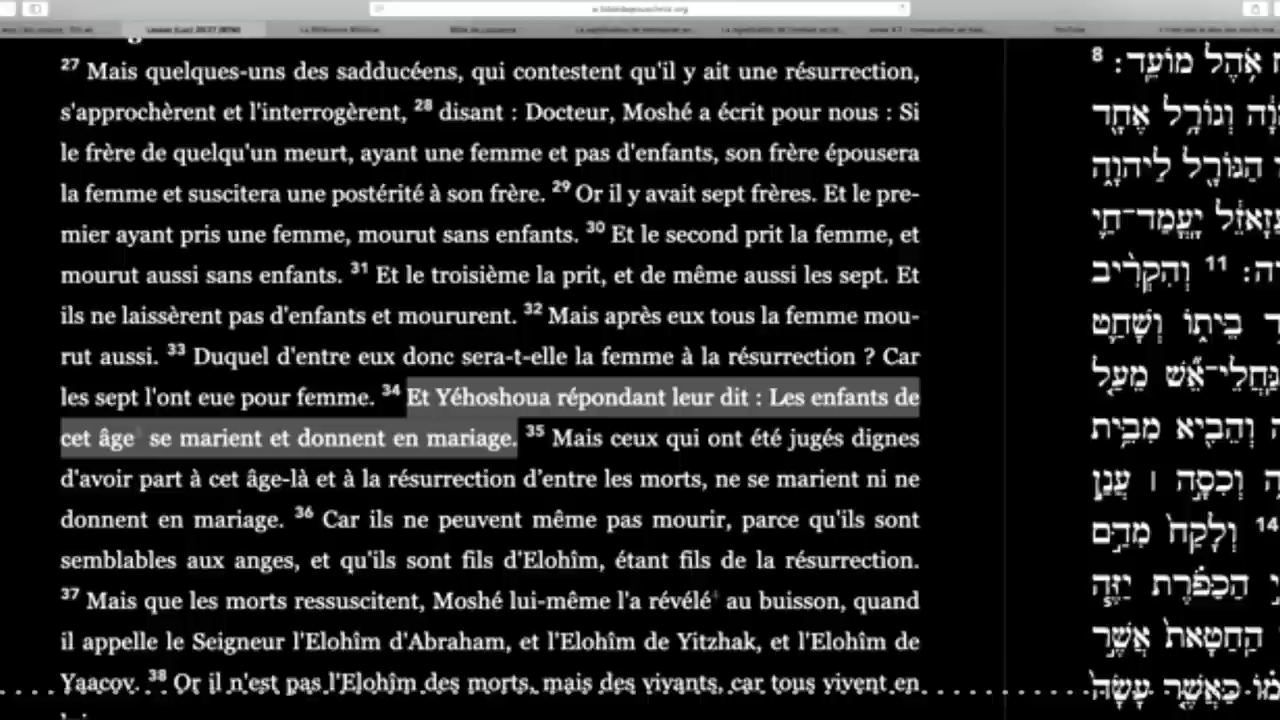 27 Mais quelques-uns des sadducéens, qui contestent qu'il y ait une résurrection,
s'approchèrent et l'interrogèrent, 28 disant : Docteur, Moshé a écrit pour nous : Si
le frère de quelqu'un meurt, ayant une femme et pas d'enfants, son frère épousera
la femme et suscitera une postérité à son frère. 29 Or il y avait sept frères. Et le pre-
mier ayant pris une femme, mourut sans enfants. 30 Et le second prit la femme, et
mourut aussi sans enfants. 31 Et le troisième la prit, et de même aussi les sept. Et
ils ne laissèrent pas d'enfants et moururent. 32 Mais après eux tous la femme mou-
rut aussi. 33 Duquel d'entre eux donc sera-t-elle la femme à la résurrection ? Car
les sept l'ont eue pour femme. 34 Et Yéhoshoua répondant leur dit : Les enfants de
cet âge se marient et donnent en mariage. 35 Mais ceux qui ont été jugés dignes
d'avoir part à cet âge-là et à la résurrection d'entre les morts, ne se marient ni ne
donnent en mariage. 36 Car ils ne peuvent même pas mourir, parce qu'ils sont
semblables aux anges, et qu'ils sont fils d'Elohîm, étant fils de la résurrection.
37 Mais que les morts ressuscitent, Moshé lui-même l'a révélé au buisson, quand
il appelle le Seigneur l'Elohîm d'Abraham, et l'Elohîm de Yitzhak, et l'Elohîm de
Yaacov. 38 Or il n'est pas l'Elohîm des morts, mais des vivants, car tous vivent en
אֹ֥הֶל מוֹעֵֽד׃ 8
וְגוֹרָ֥ל אֶחָ֖ד
הַגּוֹרָ֖ל לַיהוָ֑ה
יָֽעֳמַד־חַ֛י
11 וְהִקְרִ֨יב
בֵּית֑וֹ וְשָׁחַ֛ט
גַּֽחֲלֵי־אֵ֞שׁ מֵעַ֤ל
וְהֵבִ֖יא מִבֵּ֥ית
וְכִסָּ֣ה ׀ עֲנַ֣ן
14 וְלָקַח֙ מִדַּ֣ם
הַכַּפֹּ֗רֶת יַזֶּ֧ה
הַֽחַטָּאת֙ אֲשֶׁ֣ר
כַּאֲשֶׁ֤ר עָשָׂה֙